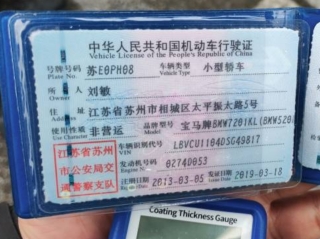 中华人民共和国机动车行驶证
Vehicle License of the People's Republic of China
号牌号码 苏E0PH08 车辆类型 小型轿车
Plate No. Vehicle Type
所有人 刘敏
住址 江苏省苏州市相城区太平振太路5号
Address
使用性质 非营运 品牌型号 宝马牌BMW7201KL(BMW520
Use Character Model
江苏省苏州
市公安局交
通警察支队
车辆识别代号 LBVCU1104DSG49817
VIN
发动机号码 0274D053
Engine No.
注册日期 2013-03-05 发证日期 2019-03-18
Coating Thickness Gauge